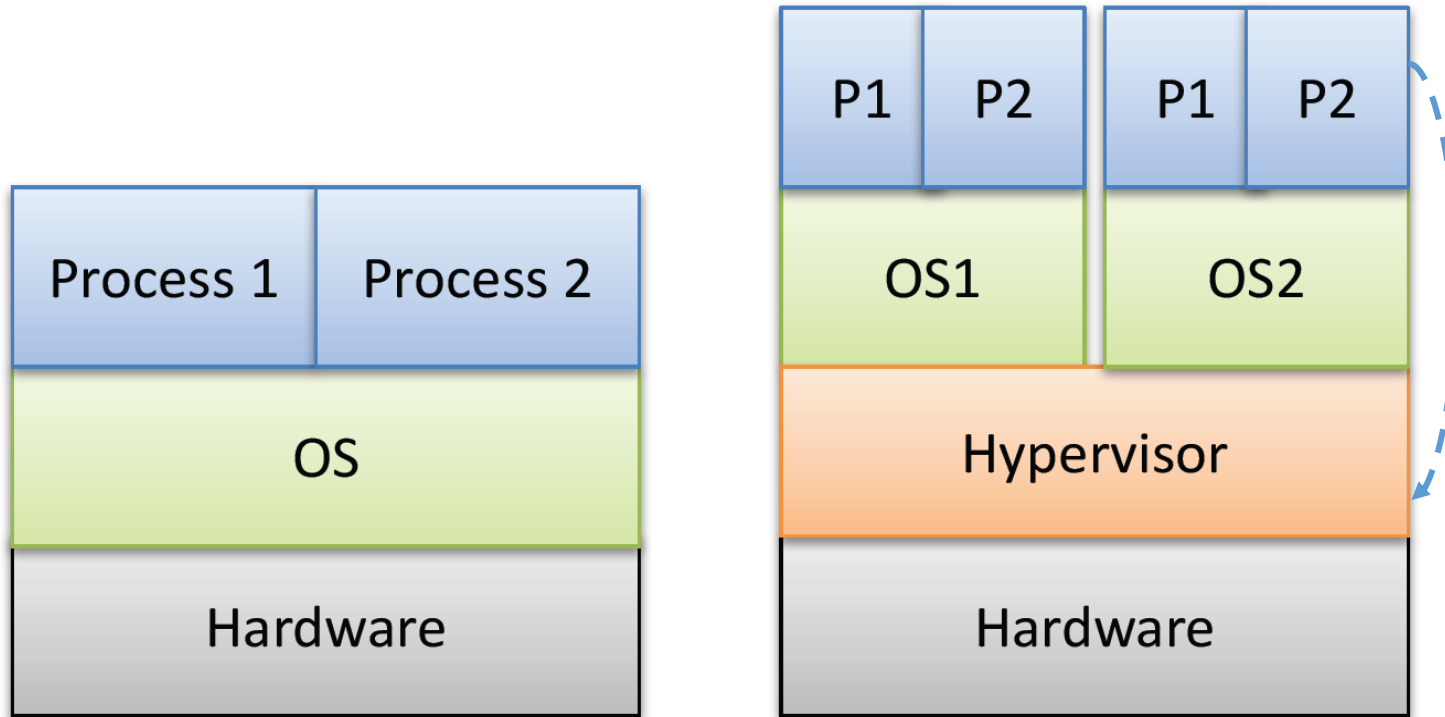 Process 1
Process 2
OS
Hardware
P1
P2
P1
P2
OS1
OS2
Hypervisor
Hardware